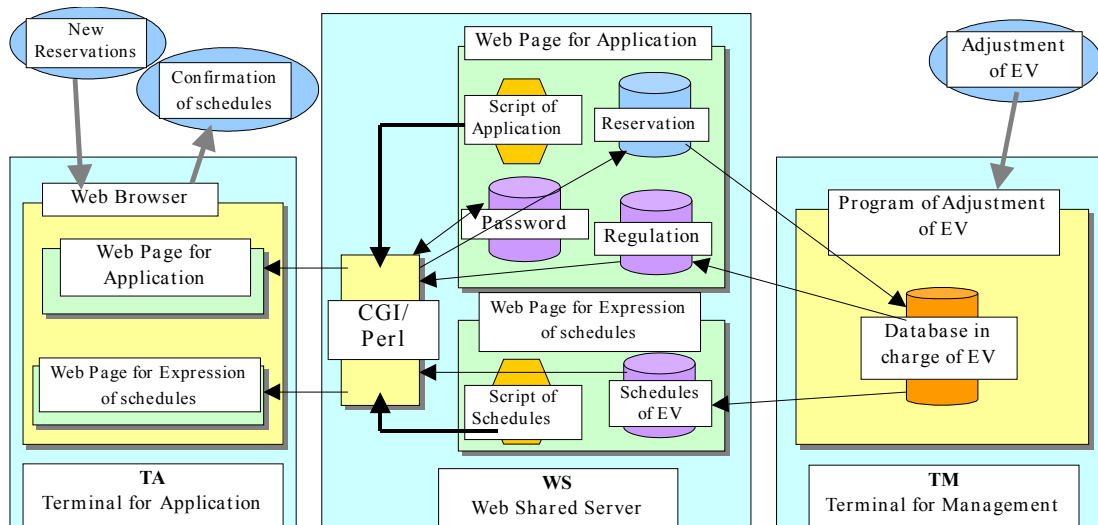 New
Reservations
Confirmation
of schedules
Web Browser
Web Page for
Application
Web Page for Expression
of schedules
TA
Terminal for Application
Web Page for Application
Script of
Application
Reservation
Password
Regulation
CGI/
Perl
Web Page for Expression
of schedules
Script of
Schedules
Schedules
of EV
WS
Web Shared Server
Adjustment
of EV
Program of Adjustment
of EV
Database in
charge of EV
TM
Terminal for Management